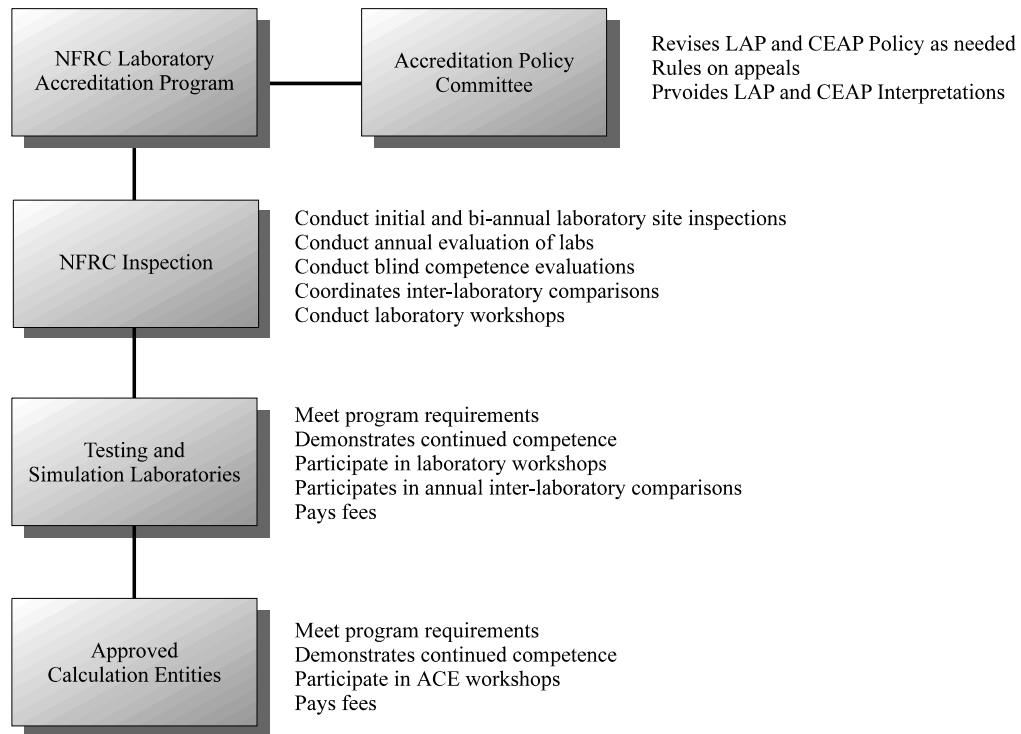 NFRC Laboratory
Accreditation Program
Accreditation Policy
Committee
Revises LAP and CEAP Policy as needed
Rules on appeals
Prvoides LAP and CEAP Interpretations
NFRC Inspection
Conduct initial and bi-annual laboratory site inspections
Conduct annual evaluation of labs
Conduct blind competence evaluations
Coordinates inter-laboratory comparisons
Conduct laboratory workshops
Testing and
Simulation Laboratories
Meet program requirements
Demonstrates continued competence
Participate in laboratory workshops
Participates in annual inter-laboratory comparisons
Pays fees
Approved
Calculation Entities
Meet program requirements
Demonstrates continued competence
Participate in ACE workshops
Pays fees